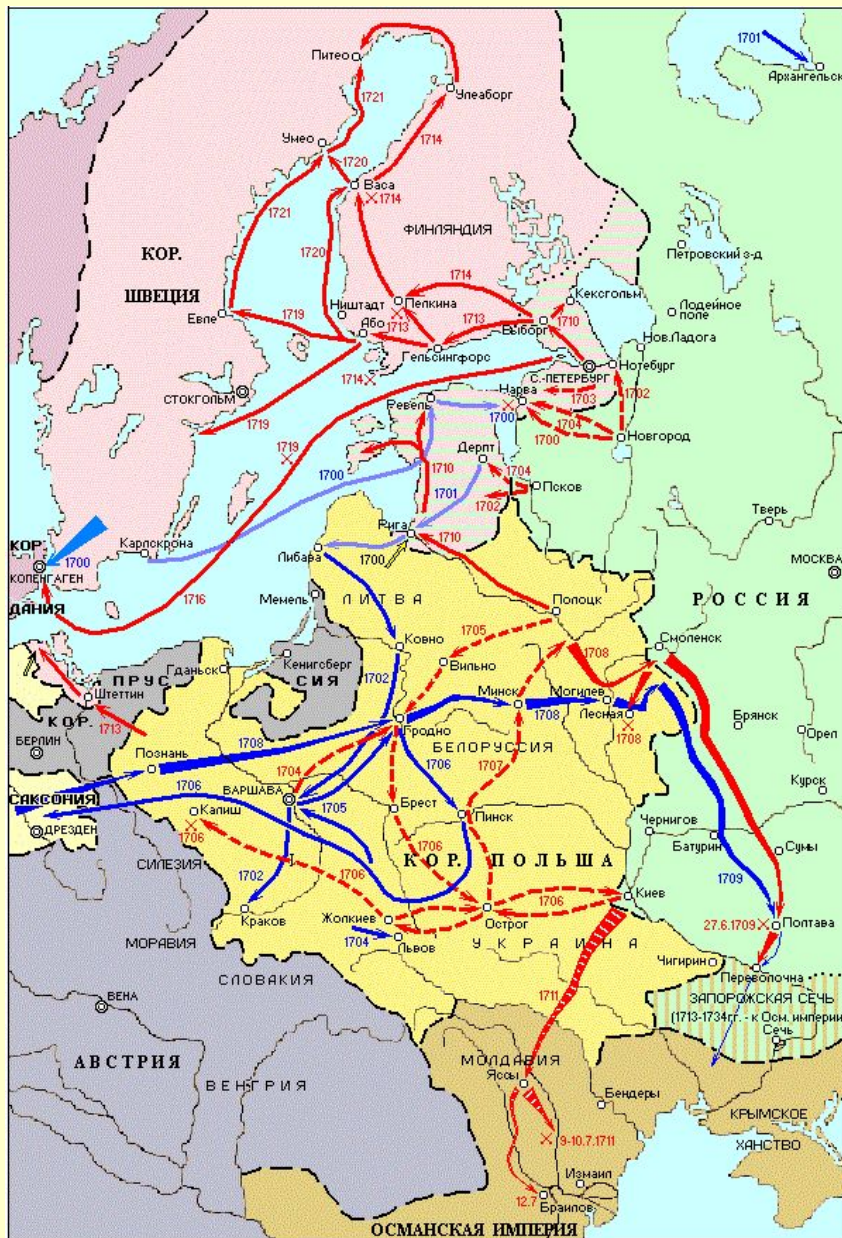 1701
Архангельск
Питео
Улеаборг
1721
1714
Умео
1720
Васа
1714
1721
1720
ФИНЛЯНДИЯ
КОР.
ШВЕЦИЯ
Петровский з-д
1714
Кексгольм
Пелкина
Ништадт
1719
1713
1713
1710
Лодейное
поле
Евле
Або
Выборг
Гельсингфорс
Нов.Ладога
1714
Нотебург
С.-ПЕТЕРБУРГ
СТОКГОЛЬМ
Ревель
Нарва
1703
1702
1719
1700
1704
1700
Новгород
1719
Дерпт
1700
1710
1704
1701
1702
Псков
Тверь
Карлскрона
Рига
1710
КОР.
1700
Либава
1700
МОСКВА
КОПЕНГАГЕН
ДАНИЯ
1716
Мемель
ЛИТВА
Полоцк
РОССИЯ
Ковно
1705
Смоленск
ПРУС
СИЯ
Гданьск
Кенигсберг
Вильно
1708
Штеттин
1702
Минск
Могилев
КОР.
1713
Гродно
1708
Лесная
Брянск
1708
Орел
БЕРЛИН
Познань
1708
БЕЛОРУССИЯ
1706
1704
1707
1706
ВАРШАВА
Курск
САКСОНИЯ
1705
Брест
Калиш
Пинск
Чернигов
ДРЕЗДЕН
1706
1706
Батурин
Сумы
СИЛЕЗИЯ
КОР. ПОЛЬША
1702
1706
1709
Киев
Краков
Жолкиев
1706
Острог
27.6.1709
Полтава
1704
Львов
УКРАИНА
МОРАВИЯ
Чигирин
Переволочна
СЛОВАКИЯ
ВЕНА
1711
ЗАПОРОЖСКАЯ СЕЧЬ
(1713-1734гг. - к Осм. империи)
Сечь
АВСТРИЯ
МОЛДАВИЯ
ВЕНГРИЯ
Яссы
Бендеры
КРЫМСКОЕ
ХАНСТВО
9-10.7.1711
Измаил
12.7
Браилов
ОСМАНСКАЯ ИМПЕРИЯ